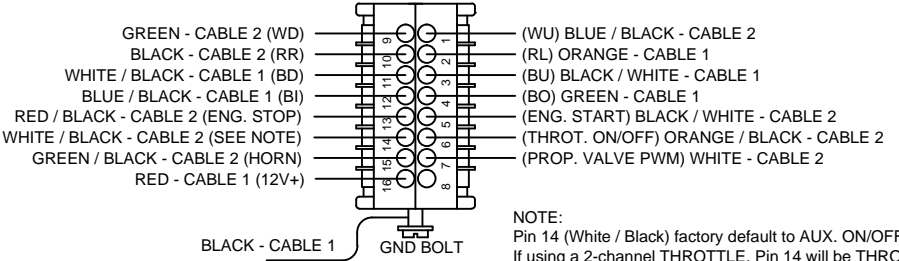 GREEN - CABLE 2 (WD) 9 1 (WU) BLUE / BLACK - CABLE 2
BLACK - CABLE 2 (RR) 10 2 (RL) ORANGE - CABLE 1
WHITE / BLACK - CABLE 1 (BD) 11 3 (BU) BLACK / WHITE - CABLE 1
BLUE / BLACK - CABLE 1 (BI) 12 4 (BO) GREEN - CABLE 1
RED / BLACK - CABLE 2 (ENG. STOP) 13 5 (ENG. START) BLACK / WHITE - CABLE 2
WHITE / BLACK - CABLE 2 (SEE NOTE) 14 6 (THROT. ON/OFF) ORANGE / BLACK - CABLE 2
GREEN / BLACK - CABLE 2 (HORN) 15 7 (PROP. VALVE PWM) WHITE - CABLE 2
RED - CABLE 1 (12V+) 16 8
BLACK - CABLE 1 GND BOLT
NOTE:
Pin 14 (White / Black) factory default to AUX. ON/OFF
If using a 2-channel THROTTLE, Pin 14 will be THRO